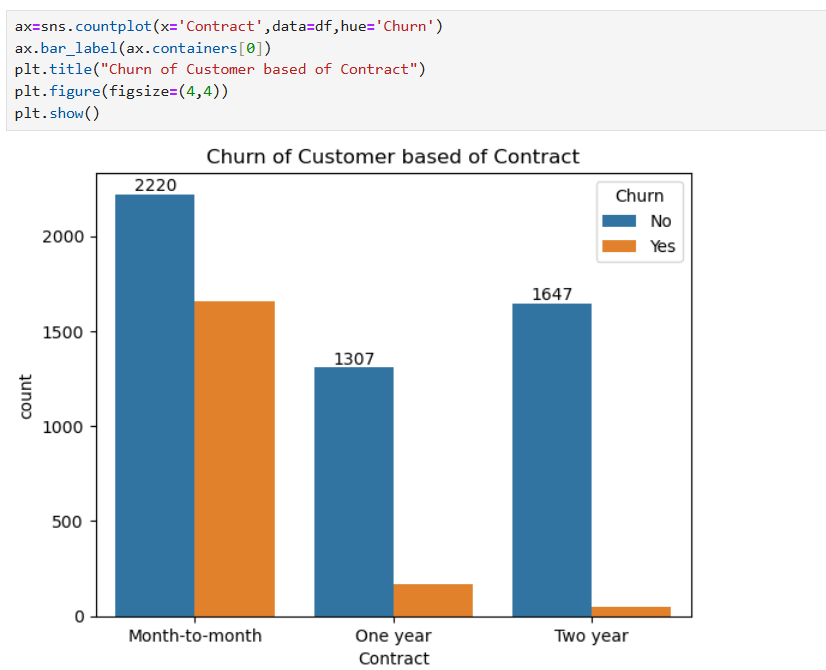 ax=sns.countplot(x='Contract',data=df,hue='Churn')
ax.bar_label(ax.containers[0])
plt.title("Churn of Customer based of Contract")
plt.figure(figsize=(4,4))
plt.show()
Churn of Customer based of Contract
2220
1307
1647
Churn
No
Yes
2000
1500
1000
500
0
count
Month-to-month
One year
Two year
Contract